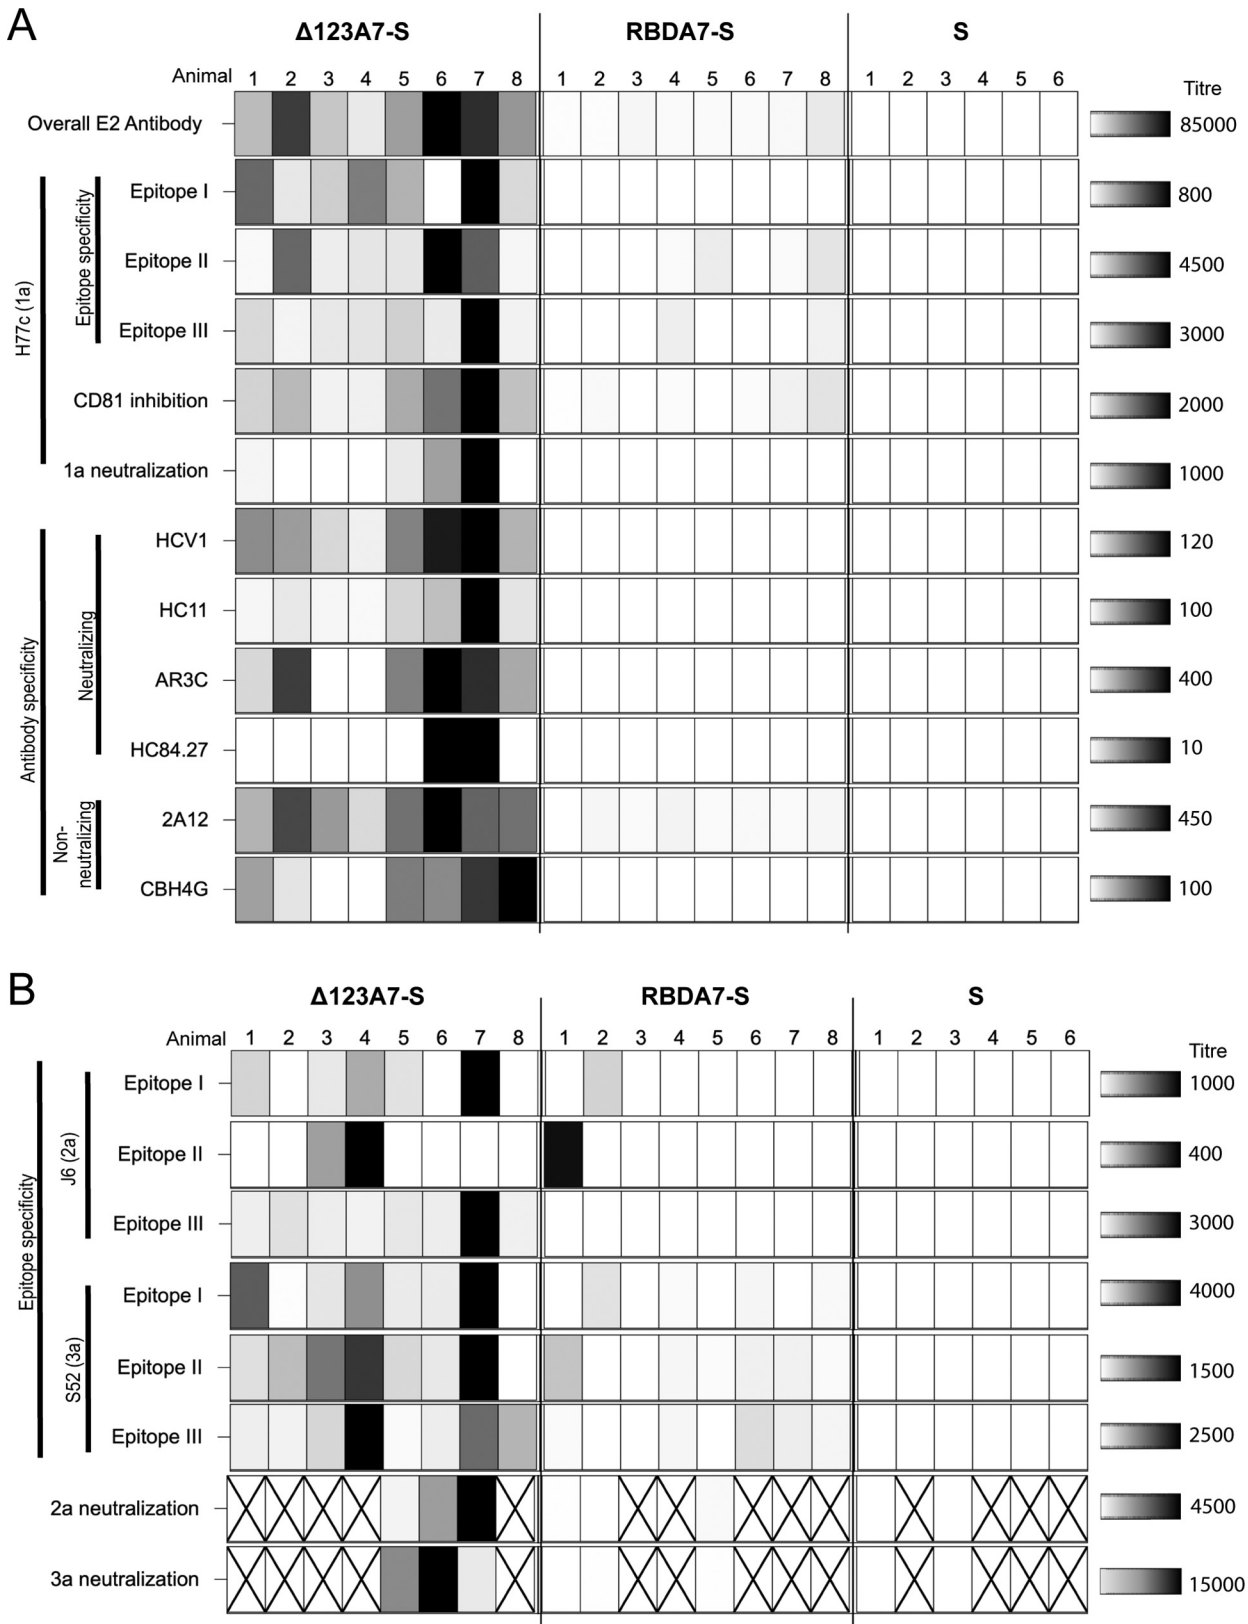 A
Δ123A7-S RBDA7-S S
Animal 1 2 3 4 5 6 7 8 1 2 3 4 5 6 7 8 1 2 3 4 5 6
Titre
Overall E2 Antibody 85000
H77c (1a)
Epitope specificity
Epitope I 800
Epitope II 4500
Epitope III 3000
CD81 inhibition 2000
1a neutralization 1000
Antibody specificity
Neutralizing
HCV1 120
HC11 100
AR3C 400
HC84.27 10
Non-
neutralizing
2A12 450
CBH4G 100
B
Δ123A7-S RBDA7-S S
Animal 1 2 3 4 5 6 7 8 1 2 3 4 5 6 7 8 1 2 3 4 5 6
Titre
Epitope specificity
J6 (2a)
Epitope I 1000
Epitope II 400
Epitope III 3000
S52 (3a)
Epitope I 4000
Epitope II 1500
Epitope III 2500
2a neutralization 4500
3a neutralization 15000